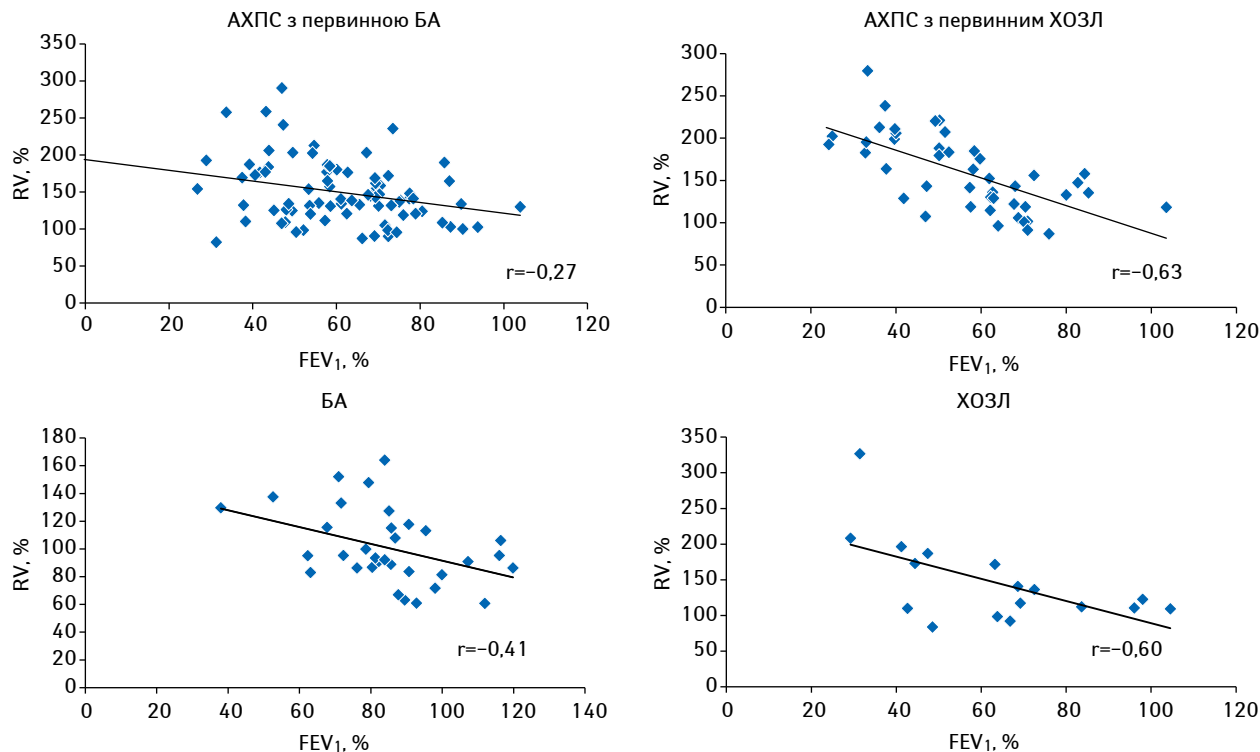 АХПС з первинною БА
350
300
250
200
150
100
50
0
RV, %
0 20 40 60 80 100 120
FEV₁, %
r=−0,27
АХПС з первинним ХОЗЛ
300
250
200
150
100
50
0
RV, %
0 20 40 60 80 100 120
FEV₁, %
r=−0,63
БА
180
160
140
120
100
80
60
40
20
0
RV, %
0 20 40 60 80 100 120 140
FEV₁, %
r=−0,41
ХОЗЛ
350
300
250
200
150
100
50
0
RV, %
0 20 40 60 80 100 120
FEV₁, %
r=−0,60